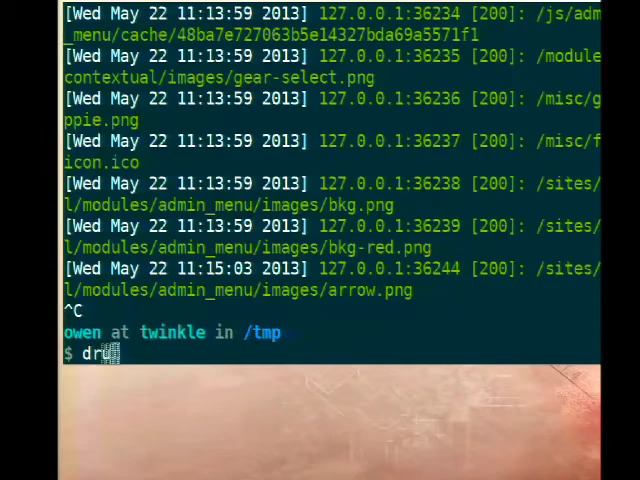 [Wed May 22 11:13:59 2013] 127.0.0.1:36234 [200]: /js/adm
_menu/cache/48ba7e727063b5e14327bda69a5571f1
[Wed May 22 11:13:59 2013] 127.0.0.1:36235 [200]: /module
contextual/images/gear-select.png
[Wed May 22 11:13:59 2013] 127.0.0.1:36236 [200]: /misc/g
ppie.png
[Wed May 22 11:13:59 2013] 127.0.0.1:36237 [200]: /misc/f
icon.ico
[Wed May 22 11:13:59 2013] 127.0.0.1:36238 [200]: /sites/
l/modules/admin_menu/images/bkg.png
[Wed May 22 11:13:59 2013] 127.0.0.1:36239 [200]: /sites/
l/modules/admin_menu/images/bkg-red.png
[Wed May 22 11:15:03 2013] 127.0.0.1:36244 [200]: /sites/
l/modules/admin_menu/images/arrow.png
^C
owen at twinkle in /tmp
$ dru